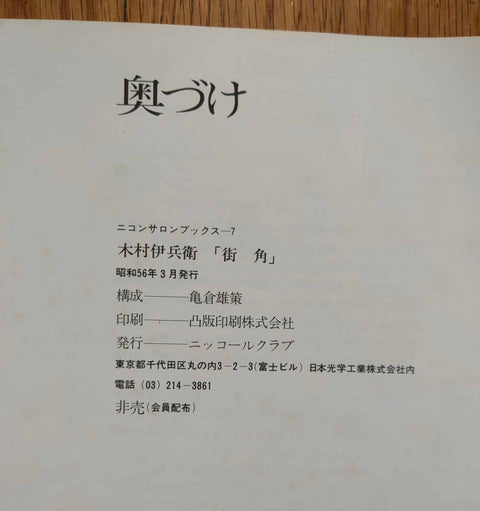 奥づけ
ニコンサロンブックス—7
木村伊兵衛 「街 角」
昭和56年3月発行
構成———亀倉雄策
印刷———凸版印刷株式会社
発行———ニッコールクラブ
東京都千代田区丸の内3-2-3(富士ビル) 日本光学工業株式会社内
電話 (03) 214-3861
非売(会員配布)